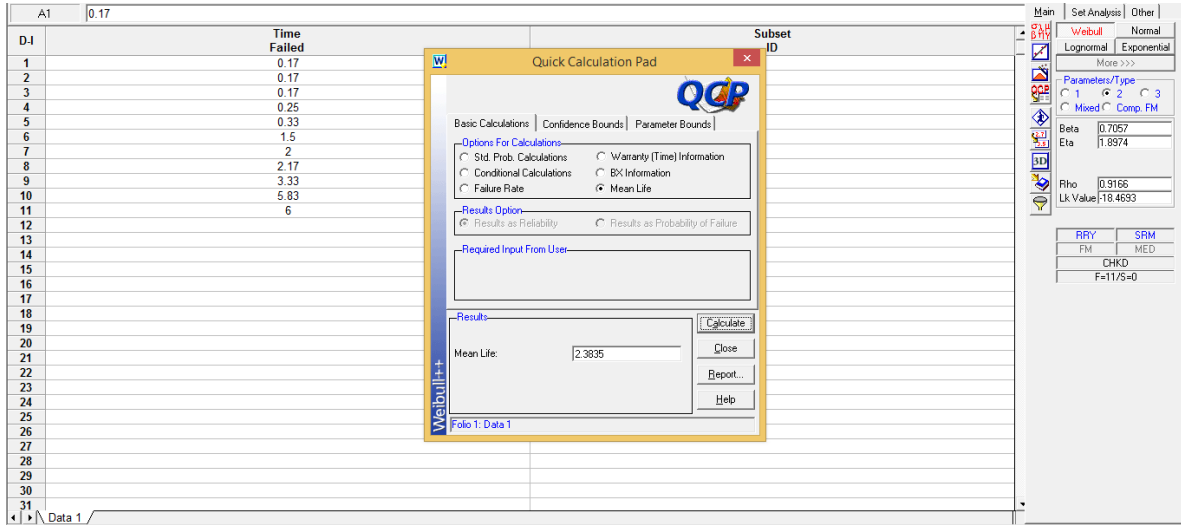 A1 0.17
D-I Time Failed Subset ID
1 0.17
2 0.17
3 0.17
4 0.25
5 0.33
6 1.5
7 2
8 2.17
9 3.33
10 5.83
11 6
12
13
14
15
16
17
18
19
20
21
22
23
24
25
26
27
28
29
30
31
Data 1
W!
Quick Calculation Pad
QCP
Basic Calculations Confidence Bounds Parameter Bounds
Options For Calculations
Std. Prob. Calculations Warranty (Time) Information
Conditional Calculations BX Information
Failure Rate Mean Life
Results Option
Results as Reliability Results as Probability of Failure
Required Input From User
Results
Mean Life: 2.3835
Calculate
Close
Report...
Help
Weibull++
Folio 1: Data 1
Main Set Analysis Other
Weibull Normal
Lognormal Exponential
More >>>
Parameters/Type
1 2 3
Mixed Comp. FM
Beta 0.7057
Eta 1.8974
Rho 0.9166
Lk Value -18.4693
RRY SRM
FM MED
CHKD
F=11/S=0
QCP
3D